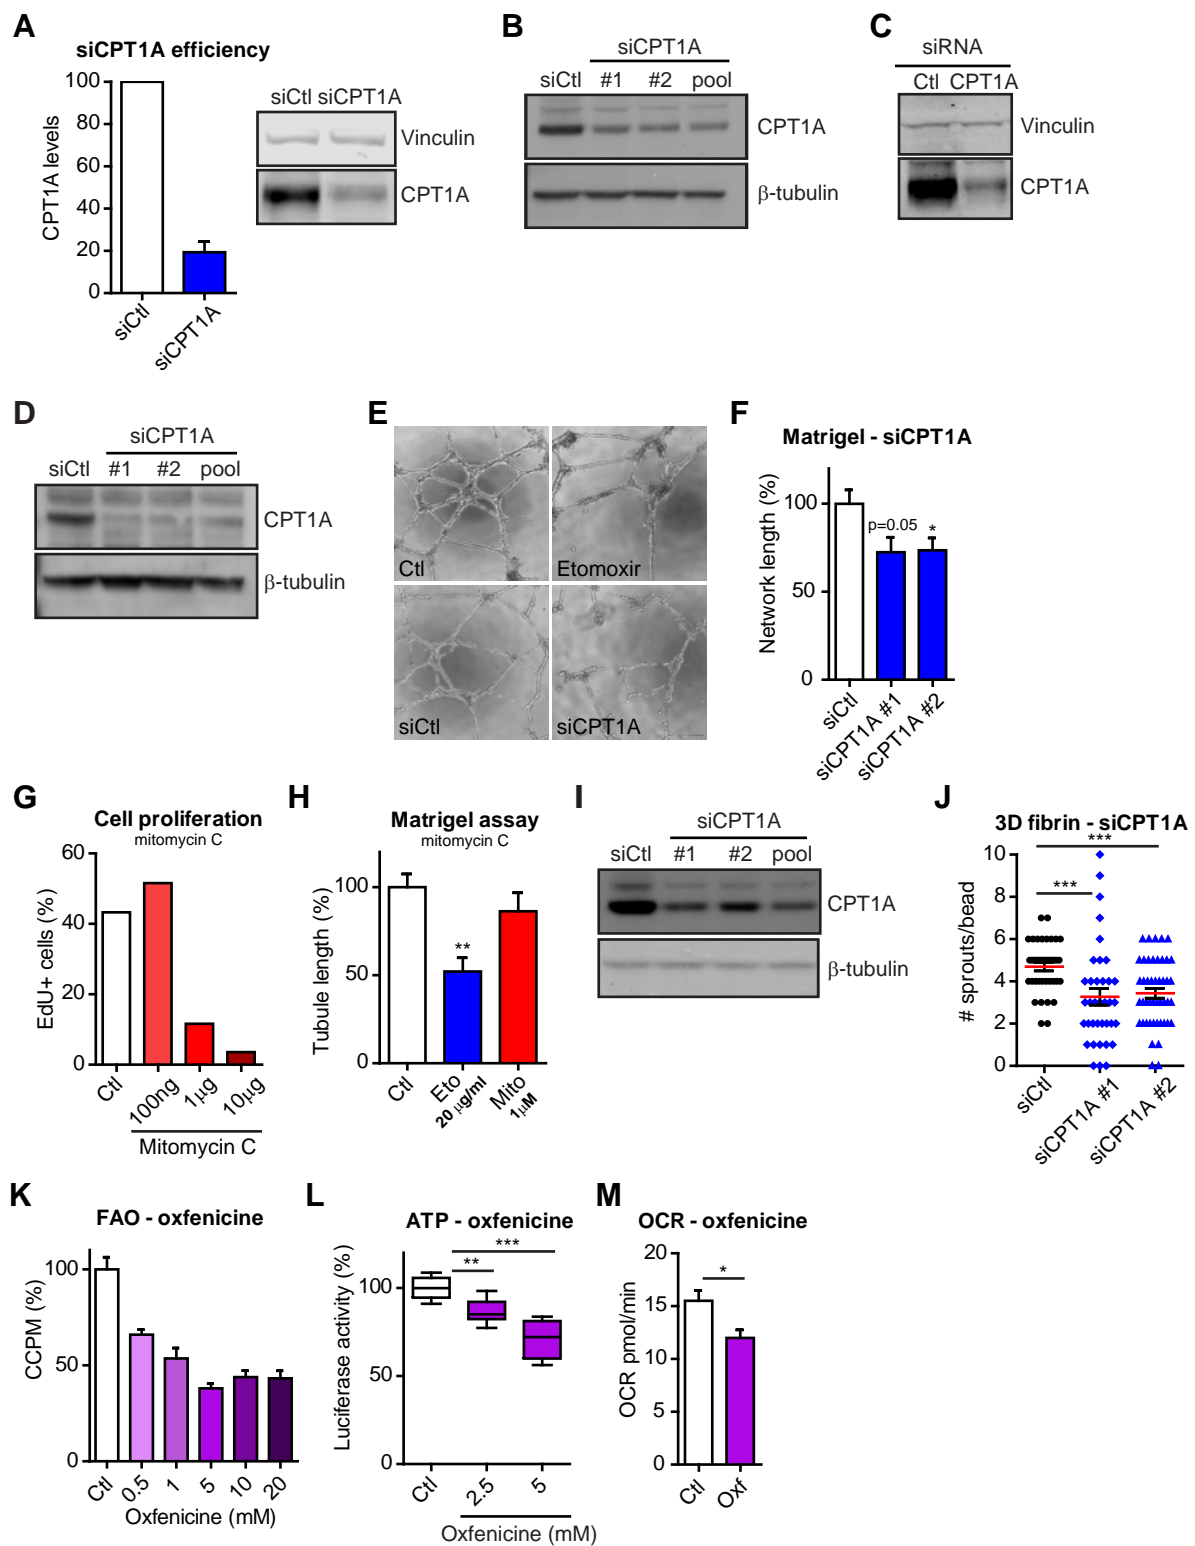 A
siCPT1A efficiency
CPT1A levels
100
80
60
40
20
0
siCtl
siCPT1A
siCtl siCPT1A
Vinculin
CPT1A
B
siCPT1A
siCtl #1 #2 pool
CPT1A
β-tubulin
C
siRNA
Ctl CPT1A
Vinculin
CPT1A
D
siCPT1A
siCtl #1 #2 pool
CPT1A
β-tubulin
E
Ctl
Etomoxir
siCtl
siCPT1A
F
Matrigel - siCPT1A
Network length (%)
100
50
0
p=0.05
*
siCtl
siCPT1A #1
siCPT1A #2
G
Cell proliferation
mitomycin C
EdU+ cells (%)
60
40
20
0
Ctl
100ng
1μg
10μg
Mitomycin C
H
Matrigel assay
mitomycin C
Tubule length (%)
100
50
0
**
Ctl
Eto
20 μg/ml
Mito
1μM
I
siCPT1A
siCtl #1 #2 pool
CPT1A
β-tubulin
J
3D fibrin - siCPT1A
# sprouts/bead
10
8
6
4
2
0
***
***
siCtl
siCPT1A #1
siCPT1A #2
K
FAO - oxfenicine
CCPM (%)
100
50
0
Ctl
0.5
1
5
10
20
Oxfenicine (mM)
L
ATP - oxfenicine
Luciferase activity (%)
100
50
0
***
**
Ctl
2.5
5
Oxfenicine (mM)
M
OCR - oxfenicine
OCR pmol/min
20
15
10
5
0
*
Ctl
Oxf